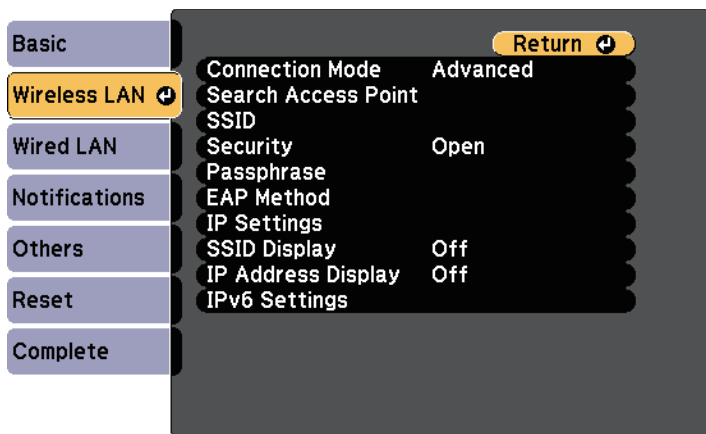 Basic
Wireless LAN
Wired LAN
Notifications
Others
Reset
Complete
Return
Connection Mode Advanced
Search Access Point
SSID
Security Open
Passphrase
EAP Method
IP Settings
SSID Display Off
IP Address Display Off
IPv6 Settings